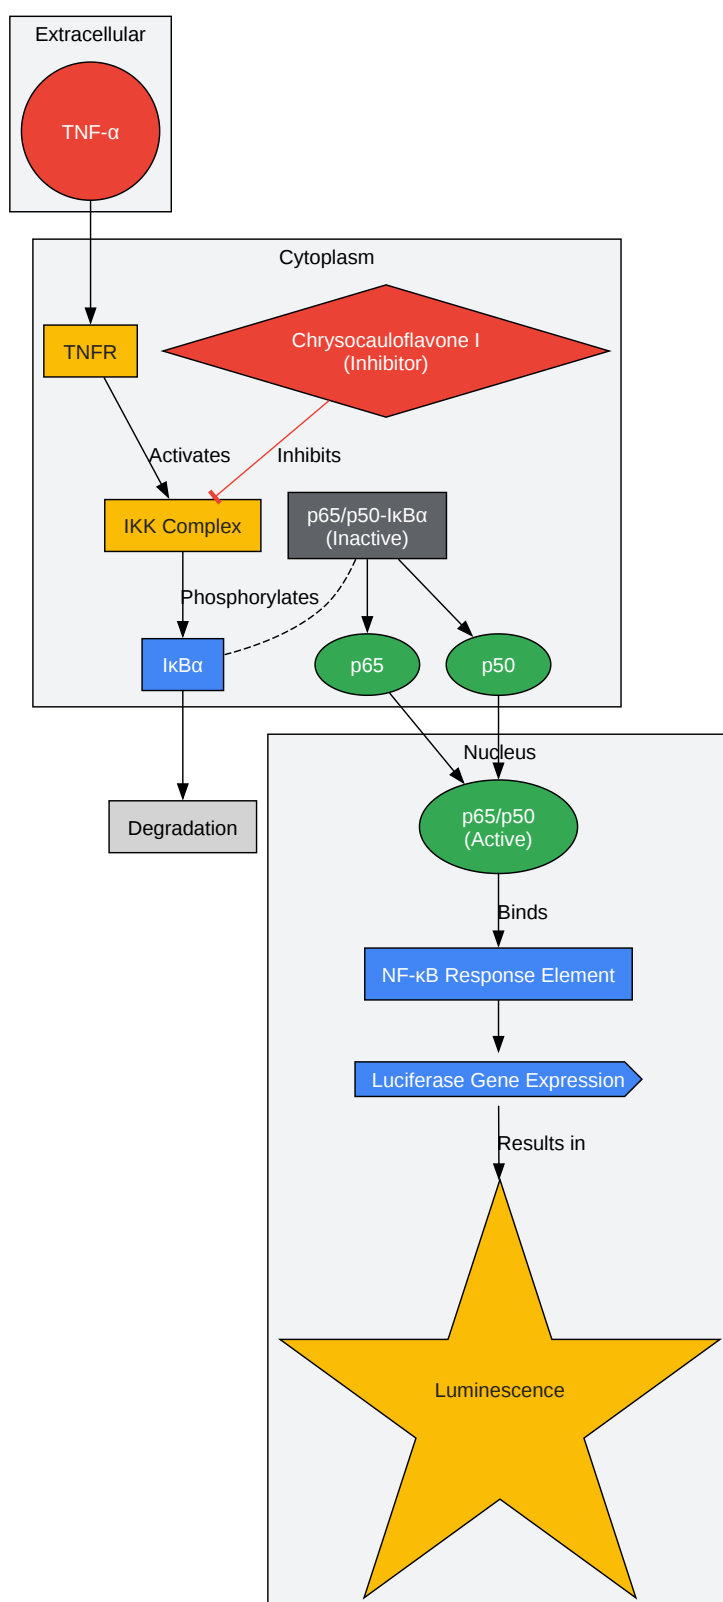 Extracellular
TNF-α
Cytoplasm
TNFR
Chrysocauloflavone I
(Inhibitor)
Activates
Inhibits
IKK Complex
p65/p50-IκBα
(Inactive)
Phosphorylates
IκBα
p65
p50
Nucleus
Degradation
p65/p50
(Active)
Binds
NF-κB Response Element
Luciferase Gene Expression
Results in
Luminescence